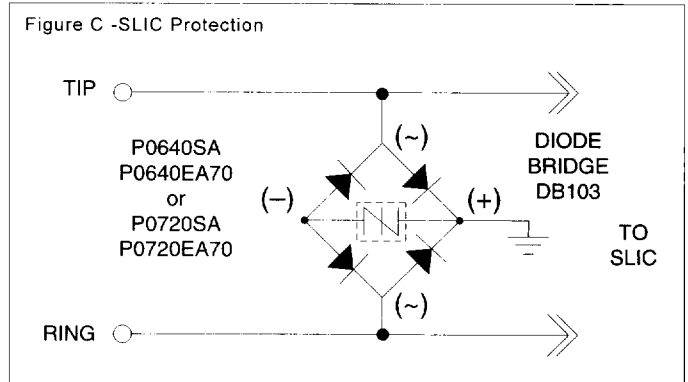 Figure C -SLIC Protection
TIP
(~)
P0640SA
P0640EA70
or
P0720SA
P0720EA70
(−)
(+)
DIODE
BRIDGE
DB103
TO
SLIC
(~)
RING